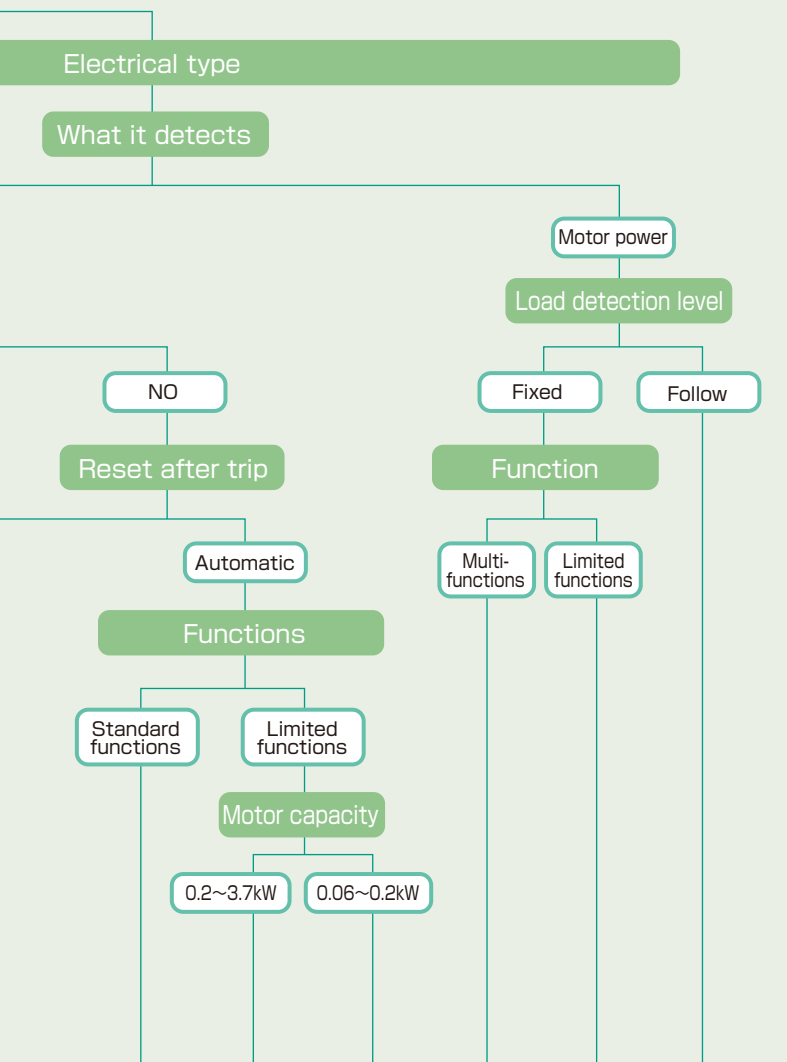 Electrical type
What it detects
Motor power
Load detection level
NO
Fixed
Follow
Reset after trip
Function
Automatic
Multi-
functions
Limited
functions
Functions
Standard
functions
Limited
functions
Motor capacity
0.2~3.7kW
0.06~0.2kW